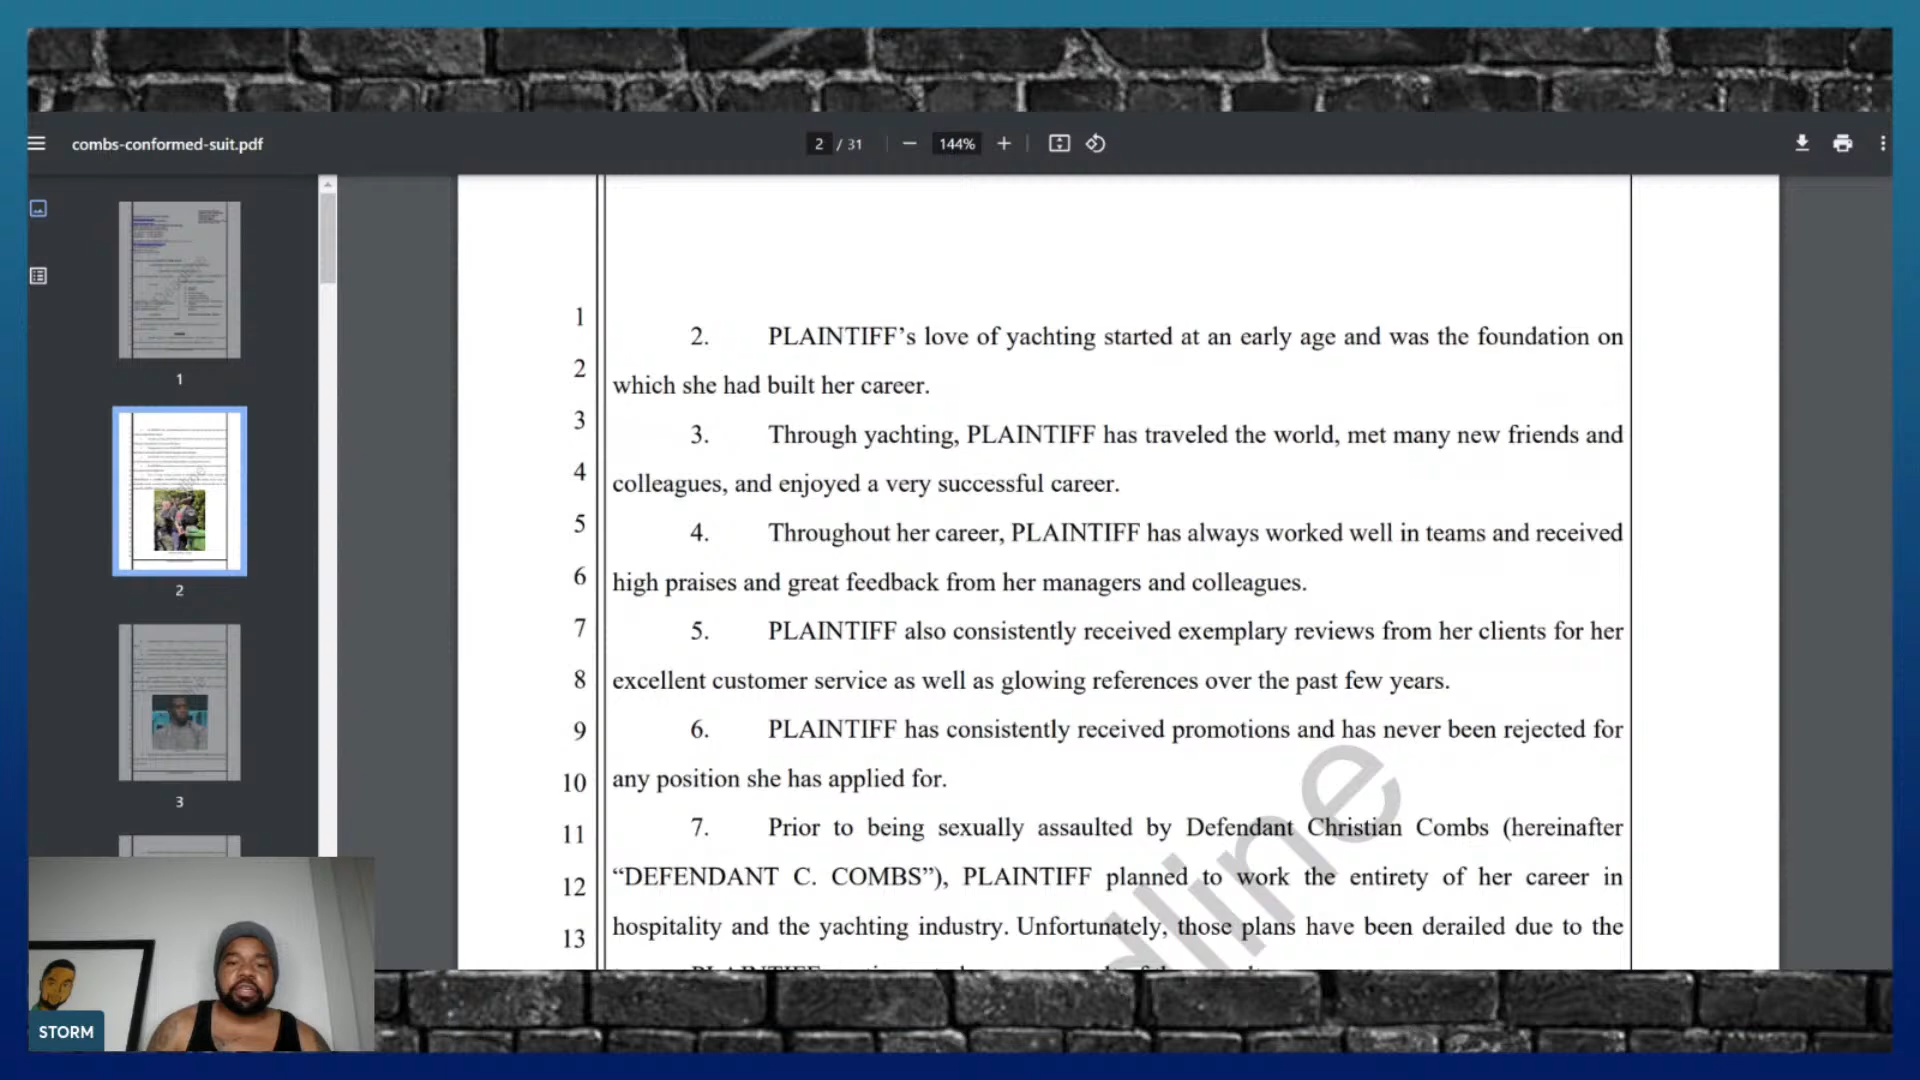 combs-conformed-suit.pdf
2 / 31
144%
1
2
3
1
2. PLAINTIFF's love of yachting started at an early age and was the foundation on
2
which she had built her career.
3
3. Through yachting, PLAINTIFF has traveled the world, met many new friends and
4
colleagues, and enjoyed a very successful career.
5
4. Throughout her career, PLAINTIFF has always worked well in teams and received
6
high praises and great feedback from her managers and colleagues.
7
5. PLAINTIFF also consistently received exemplary reviews from her clients for her
8
excellent customer service as well as glowing references over the past few years.
9
6. PLAINTIFF has consistently received promotions and has never been rejected for
10
any position she has applied for.
11
7. Prior to being sexually assaulted by Defendant Christian Combs (hereinafter
12
“DEFENDANT C. COMBS”), PLAINTIFF planned to work the entirety of her career in
13
hospitality and the yachting industry. Unfortunately, those plans have been derailed due to the
dline
STORM